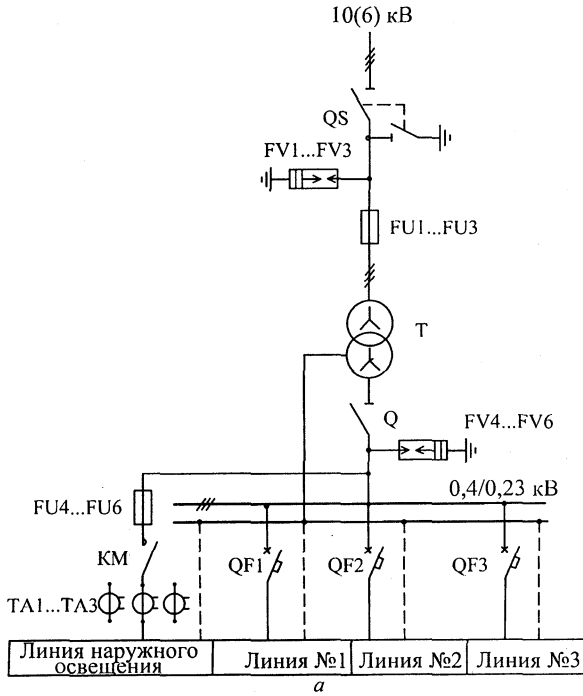 10(6) кВ
QS
FV1...FV3
FU1...FU3
T
Q
FV4...FV6
0,4/0,23 кВ
FU4...FU6
KM
QF1
QF2
QF3
TA1...TA3
Линия наружного
освещения
Линия №1
Линия №2
Линия №3
а